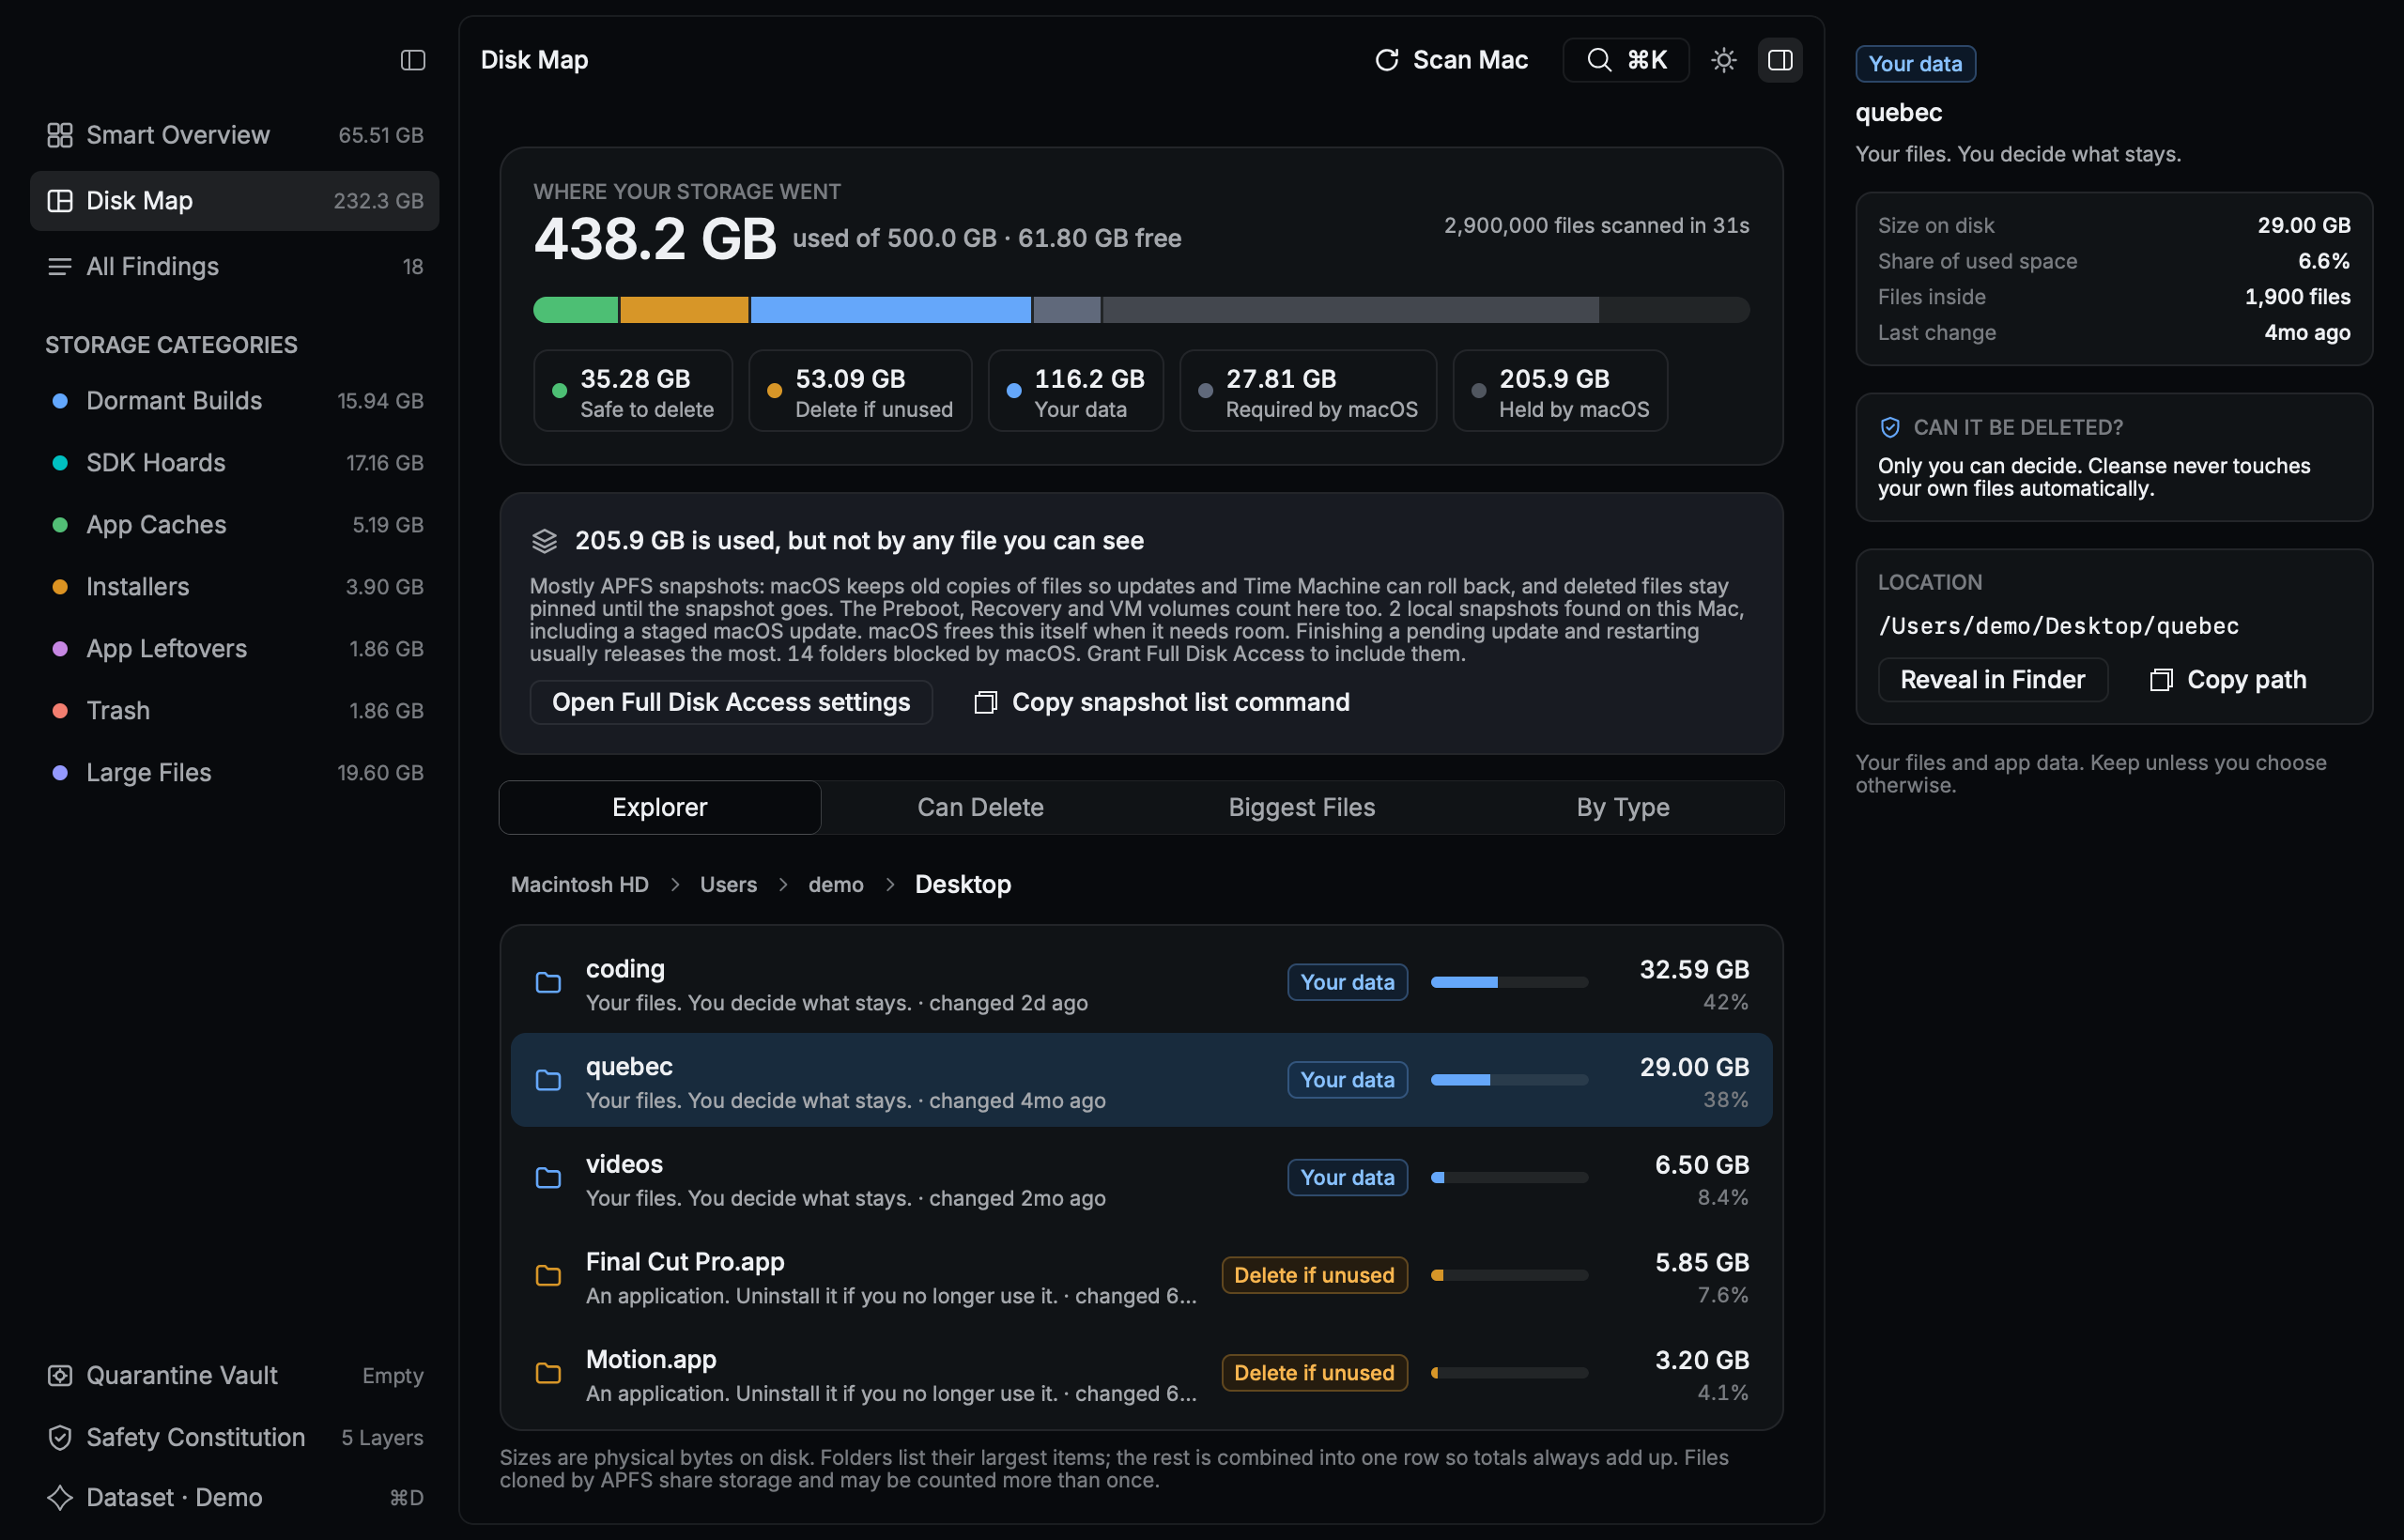 Smart Overview 65.51 GB
Disk Map 232.3 GB
All Findings 18
STORAGE CATEGORIES
Dormant Builds 15.94 GB
SDK Hoards 17.16 GB
App Caches 5.19 GB
Installers 3.90 GB
App Leftovers 1.86 GB
Trash 1.86 GB
Large Files 19.60 GB
Quarantine Vault Empty
Safety Constitution 5 Layers
Dataset · Demo ⌘D
Disk Map
Scan Mac
⌘K
WHERE YOUR STORAGE WENT
438.2 GB used of 500.0 GB · 61.80 GB free
2,900,000 files scanned in 31s
35.28 GB
Safe to delete
53.09 GB
Delete if unused
116.2 GB
Your data
27.81 GB
Required by macOS
205.9 GB
Held by macOS
205.9 GB is used, but not by any file you can see
Mostly APFS snapshots: macOS keeps old copies of files so updates and Time Machine can roll back, and deleted files stay
pinned until the snapshot goes. The Preboot, Recovery and VM volumes count here too. 2 local snapshots found on this Mac,
including a staged macOS update. macOS frees this itself when it needs room. Finishing a pending update and restarting
usually releases the most. 14 folders blocked by macOS. Grant Full Disk Access to include them.
Open Full Disk Access settings
Copy snapshot list command
Explorer
Can Delete
Biggest Files
By Type
Macintosh HD > Users > demo > Desktop
coding
Your files. You decide what stays. · changed 2d ago
Your data
32.59 GB
42%
quebec
Your files. You decide what stays. · changed 4mo ago
Your data
29.00 GB
38%
videos
Your files. You decide what stays. · changed 2mo ago
Your data
6.50 GB
8.4%
Final Cut Pro.app
An application. Uninstall it if you no longer use it. · changed 6...
Delete if unused
5.85 GB
7.6%
Motion.app
An application. Uninstall it if you no longer use it. · changed 6...
Delete if unused
3.20 GB
4.1%
Sizes are physical bytes on disk. Folders list their largest items; the rest is combined into one row so totals always add up. Files
cloned by APFS share storage and may be counted more than once.
Your data
quebec
Your files. You decide what stays.
Size on disk 29.00 GB
Share of used space 6.6%
Files inside 1,900 files
Last change 4mo ago
CAN IT BE DELETED?
Only you can decide. Cleanse never touches
your own files automatically.
LOCATION
/Users/demo/Desktop/quebec
Reveal in Finder
Copy path
Your files and app data. Keep unless you choose
otherwise.